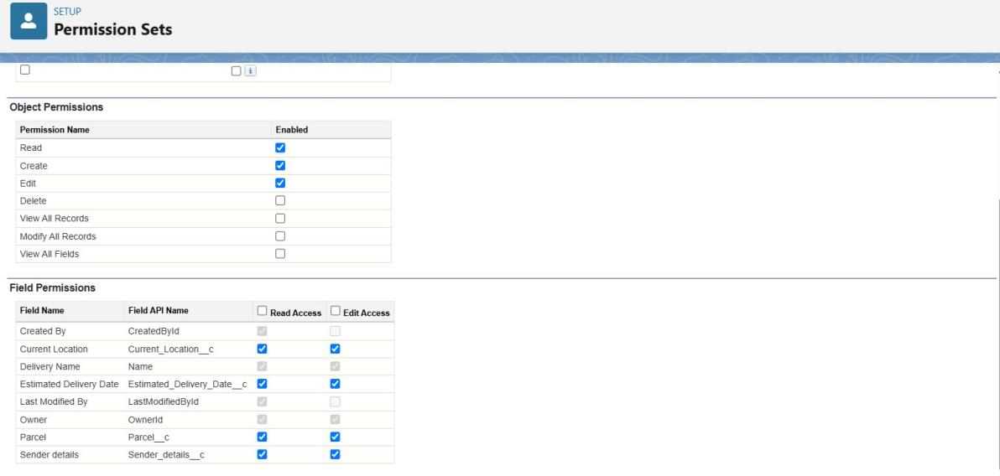 SETUP
Permission Sets
Object Permissions
Permission Name Enabled
Read
Create
Edit
Delete
View All Records
Modify All Records
View All Fields
Field Permissions
Field Name Field API Name Read Access Edit Access
Created By CreatedById
Current Location Current_Location__c
Delivery Name Name
Estimated Delivery Date Estimated_Delivery_Date__c
Last Modified By LastModifiedById
Owner OwnerId
Parcel Parcel__c
Sender details Sender_details__c